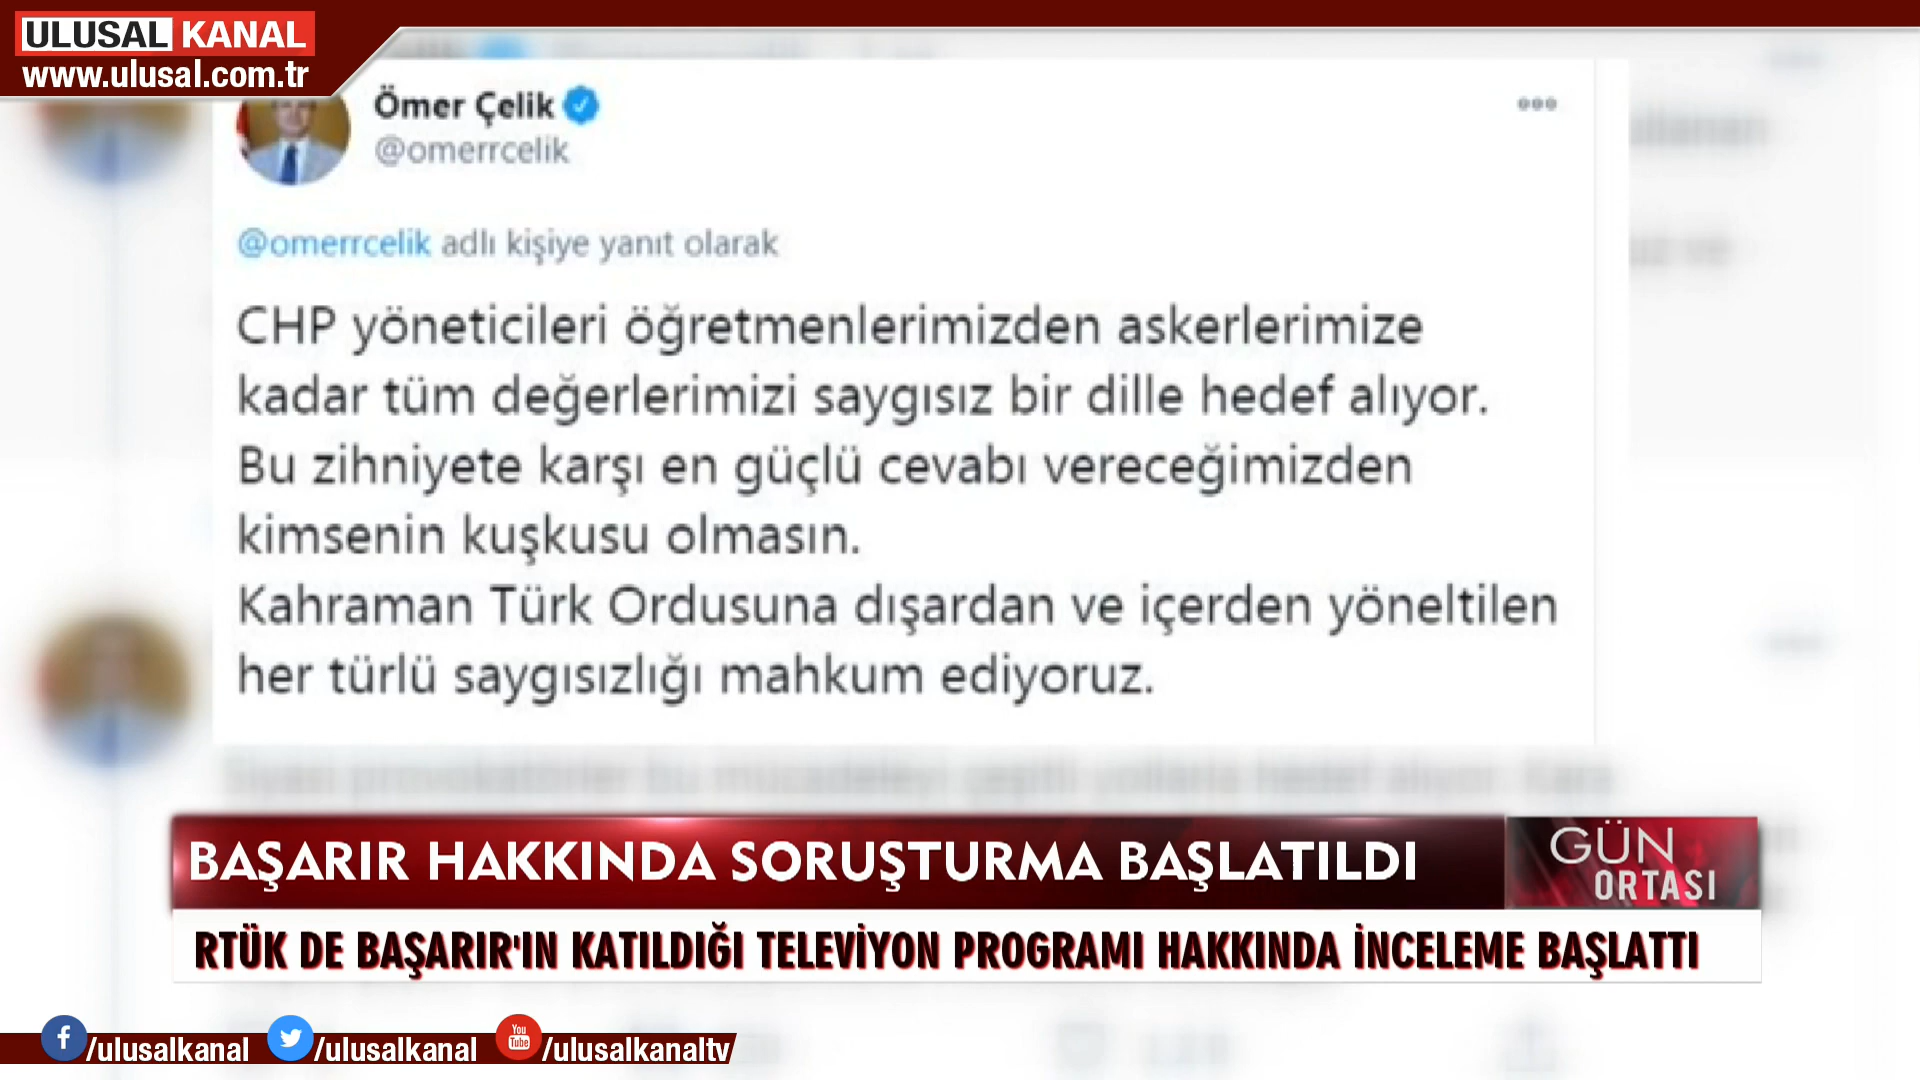 ULUSAL KANAL
www.ulusal.com.tr
Ömer Çelik
@omerrcelik
@omerrcelik adlı kişiye yanıt olarak
CHP yöneticileri öğretmenlerimizden askerlerimize
kadar tüm değerlerimizi saygısız bir dille hedef alıyor.
Bu zihniyete karşı en güçlü cevabı vereceğimizden
kimsenin kuşkusu olmasın.
Kahraman Türk Ordusuna dışardan ve içerden yöneltilen
her türlü saygısızlığı mahkum ediyoruz.
BAŞARIR HAKKINDA SORUŞTURMA BAŞLATILDI
GÜN
ORTASI
RTÜK DE BAŞARIR'IN KATILDIĞI TELEVİYON PROGRAMI HAKKINDA İNCELEME BAŞLATTI
f /ulusalkanal /ulusalkanal You Tube /ulusalkanaltv